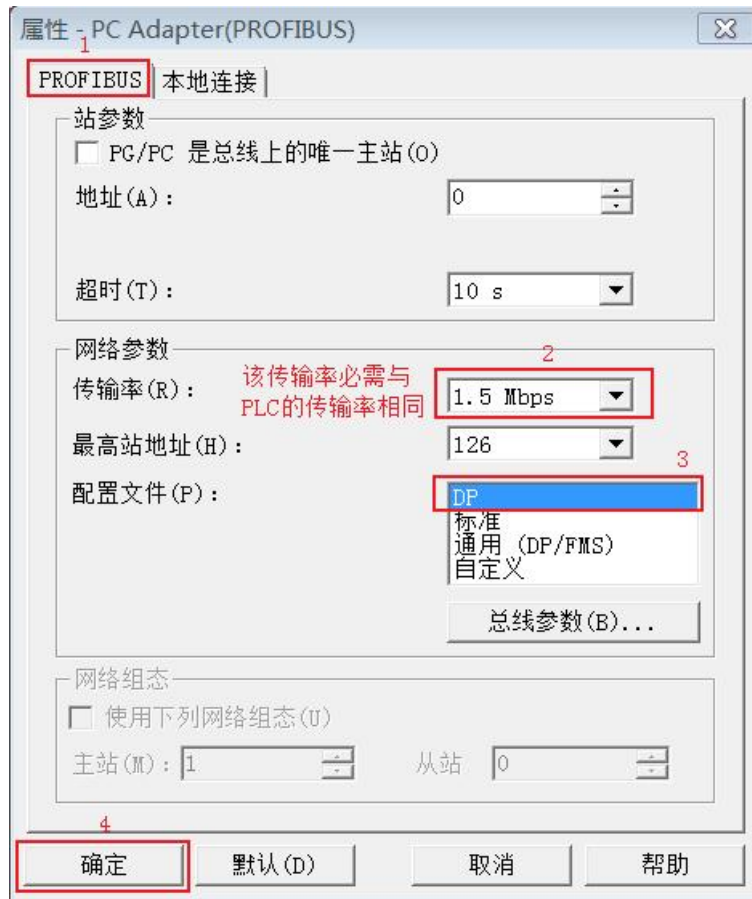 属性 - PC Adapter(PROFIBUS)
1
PROFIBUS 本地连接
站参数
PG/PC 是总线上的唯一主站(O)
地址(A): 0
超时(T): 10 s
网络参数
2
传输率(R): 该传输率必需与 1.5 Mbps
PLC的传输率相同
最高站地址(H): 126
3
配置文件(P): DP
标准
通用 (DP/FMS)
自定义
总线参数(B)...
网络组态
使用下列网络组态(U)
主站(M): 1 从站 0
4
确定 默认(D) 取消 帮助